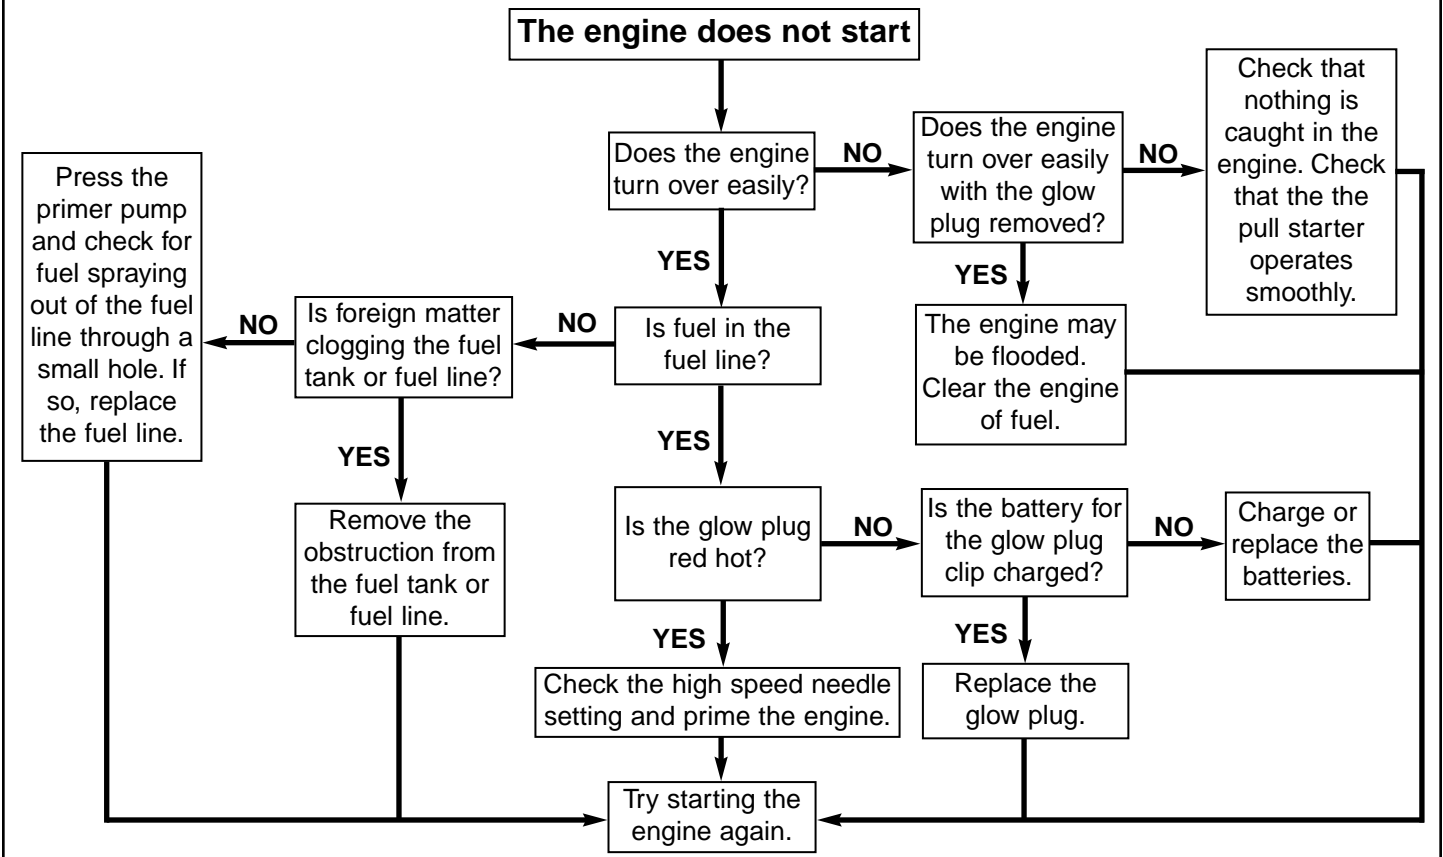 The engine does not start
Does the engine
turn over easily?
NO
Does the engine
turn over easily
with the glow
plug removed?
NO
Check that
nothing is
caught in the
engine. Check
that the the
pull starter
operates
smoothly.
YES
YES
The engine may
be flooded.
Clear the engine
of fuel.
Is fuel in the
fuel line?
NO
Is foreign matter
clogging the fuel
tank or fuel line?
NO
Press the
primer pump
and check for
fuel spraying
out of the fuel
line through a
small hole. If
so, replace
the fuel line.
YES
Remove the
obstruction from
the fuel tank or
fuel line.
YES
Is the glow plug
red hot?
NO
Is the battery for
the glow plug
clip charged?
NO
Charge or
replace the
batteries.
YES
Check the high speed needle
setting and prime the engine.
YES
Replace the
glow plug.
Try starting the
engine again.